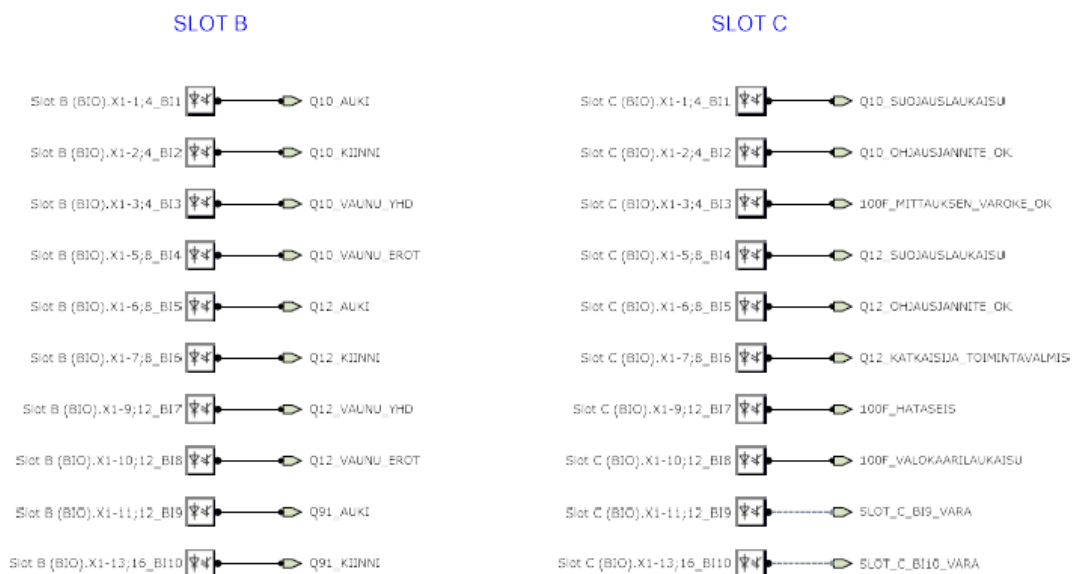 SLOT B
Slot B (BIO).X1-1;4_BI1 Q10_AUKI
Slot B (BIO).X1-2;4_BI2 Q10_KIINNI
Slot B (BIO).X1-3;4_BI3 Q10_VAUNU_YHD
Slot B (BIO).X1-5;8_BI4 Q10_VAUNU_EROT
Slot B (BIO).X1-6;8_BI5 Q12_AUKI
Slot B (BIO).X1-7;8_BI6 Q12_KIINNI
Slot B (BIO).X1-9;12_BI7 Q12_VAUNU_YHD
Slot B (BIO).X1-10;12_BI8 Q12_VAUNU_EROT
Slot B (BIO).X1-11;12_BI9 Q91_AUKI
Slot B (BIO).X1-13;16_BI10 Q91_KIINNI
SLOT C
Slot C (BIO).X1-1;4_BI1 Q10_SUOJAUSLAUKAISU
Slot C (BIO).X1-2;4_BI2 Q10_OHJAUSJANNITE_OK
Slot C (BIO).X1-3;4_BI3 100F_MITTAUKSEN_VAROKE_OK
Slot C (BIO).X1-5;8_BI4 Q12_SUOJAUSLAUKAISU
Slot C (BIO).X1-6;8_BI5 Q12_OHJAUSJANNITE_OK
Slot C (BIO).X1-7;8_BI6 Q12_KATKAISIJA_TOIMINTAVALMIS
Slot C (BIO).X1-9;12_BI7 100F_HATASEIS
Slot C (BIO).X1-10;12_BI8 100F_VALOKAARILAUKAISU
Slot C (BIO).X1-11;12_BI9 SLOT_C_BI9_VARA
Slot C (BIO).X1-13;16_BI10 SLOT_C_BI10_VARA